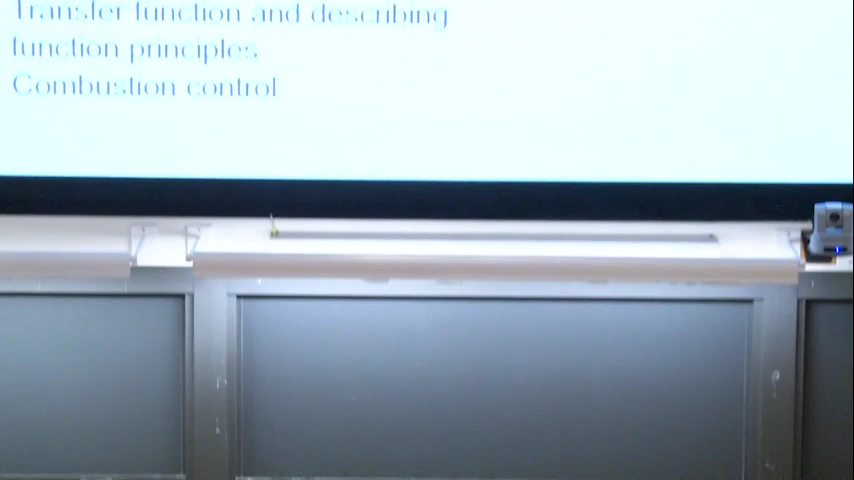 Transfer function and describing
function principles
Combustion control